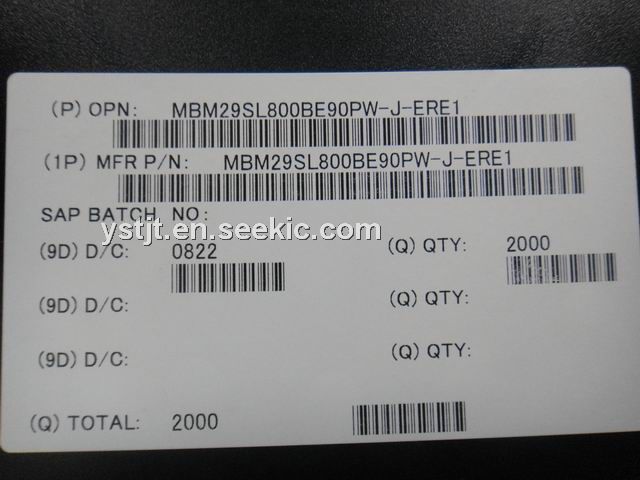 (P) OPN: MBM29SL800BE90PW-J-ERE1
(1P) MFR P/N: MBM29SL800BE90PW-J-ERE1
SAP BATCH NO:
ystjt.en.seekic.com
(9D) D/C: 0822 (Q) QTY: 2000
(9D) D/C: (Q) QTY:
(9D) D/C: (Q) QTY:
(Q) TOTAL: 2000